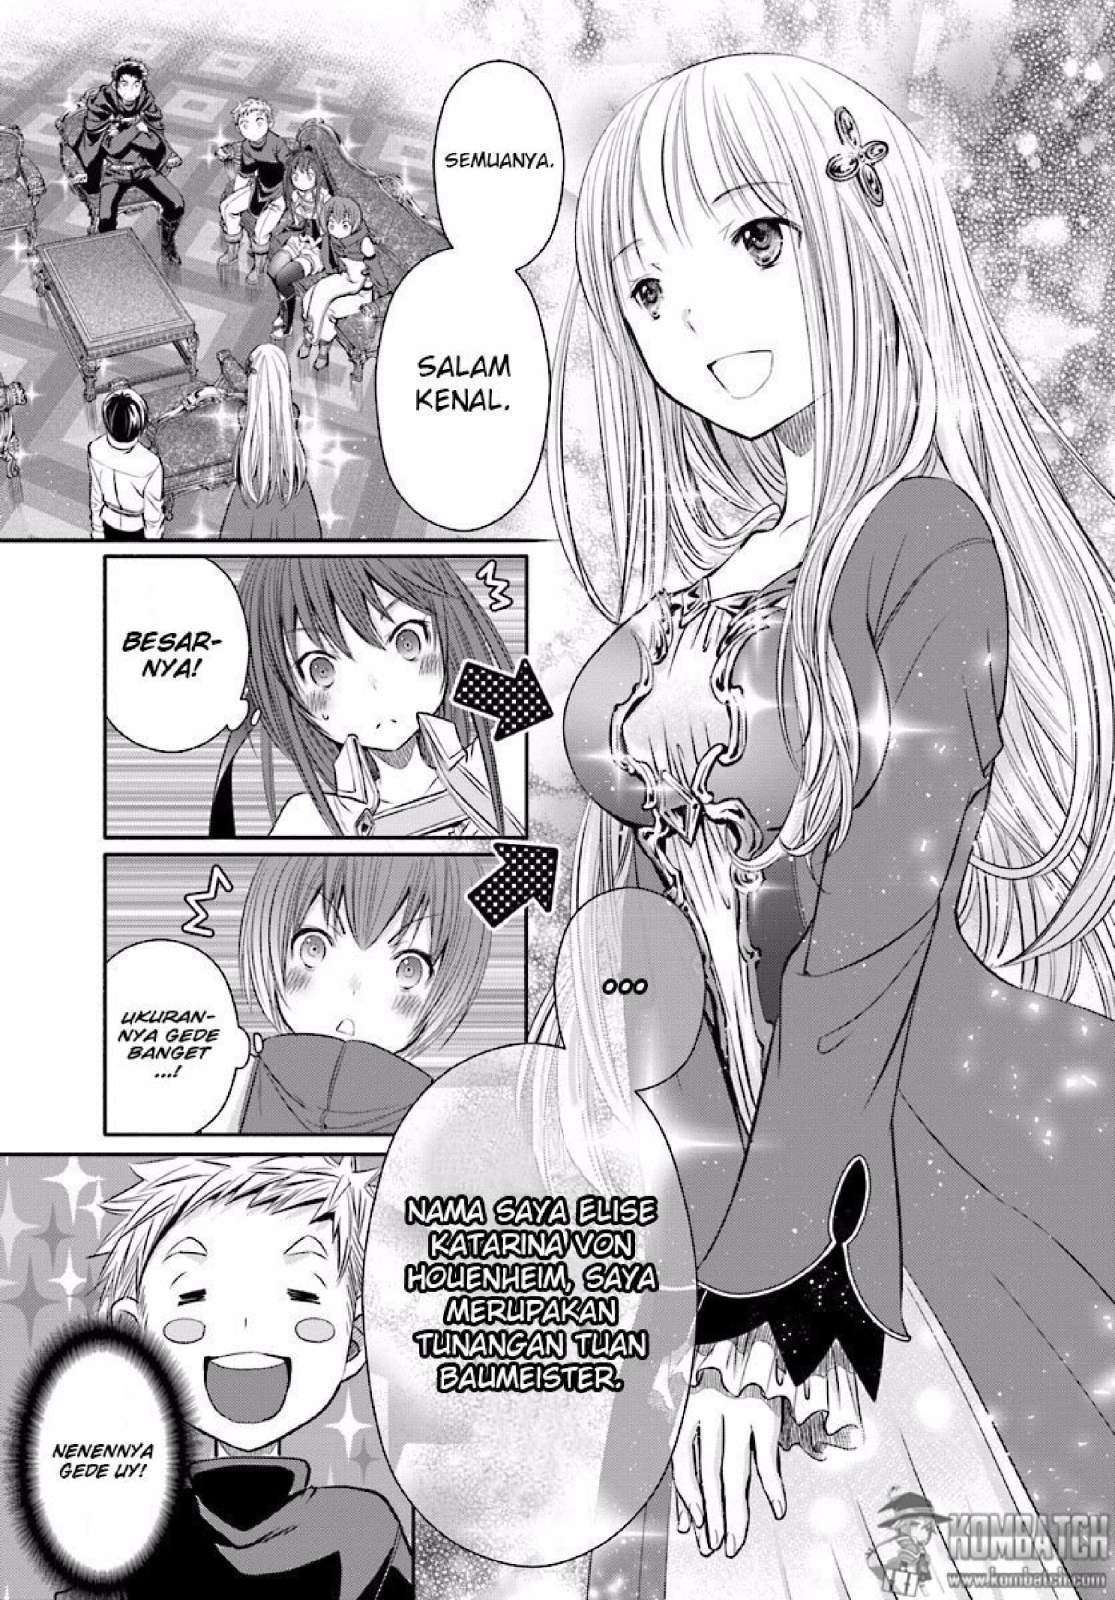 SEMUANYA.
SALAM
KENAL.
BESAR-
NYA!
UKURAN-
NYA GEDE
BANGET
...!
...
NAMA SAYA ELISE
KATARINA VON
HOUENHEIM, SAYA
MERUPAKAN
TUNANGAN TUAN
BAUMEISTER.
NENENNYA
GEDE UY!
KOMBATCH
www.kombatch.com